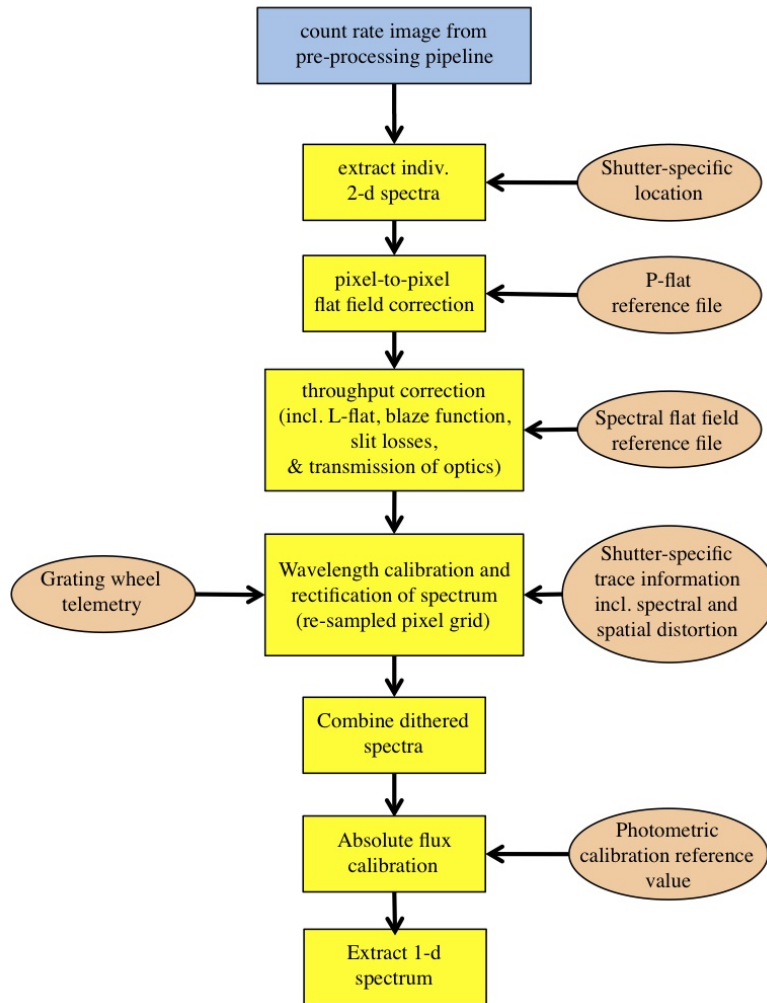 count rate image from
pre-processing pipeline
extract indiv.
2-d spectra
Shutter-specific
location
pixel-to-pixel
flat field correction
P-flat
reference file
throughput correction
(incl. L-flat, blaze function,
slit losses,
& transmission of optics)
Spectral flat field
reference file
Grating wheel
telemetry
Wavelength calibration and
rectification of spectrum
(re-sampled pixel grid)
Shutter-specific
trace information
incl. spectral and
spatial distortion
Combine dithered
spectra
Absolute flux
calibration
Photometric
calibration reference
value
Extract 1-d
spectrum